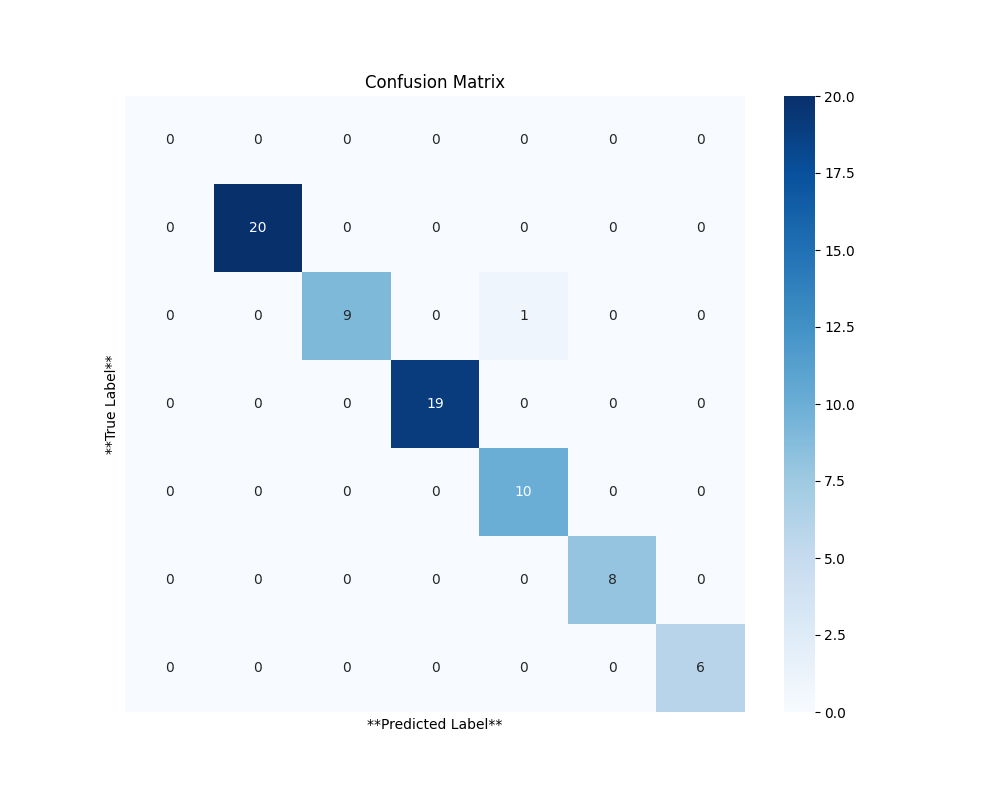 Confusion Matrix
0 0 0 0 0 0 0
0 20 0 0 0 0 0
0 0 9 0 1 0 0
0 0 0 19 0 0 0
0 0 0 0 10 0 0
0 0 0 0 0 8 0
0 0 0 0 0 0 6
**True Label**
**Predicted Label**
20.0
17.5
15.0
12.5
10.0
7.5
5.0
2.5
0.0